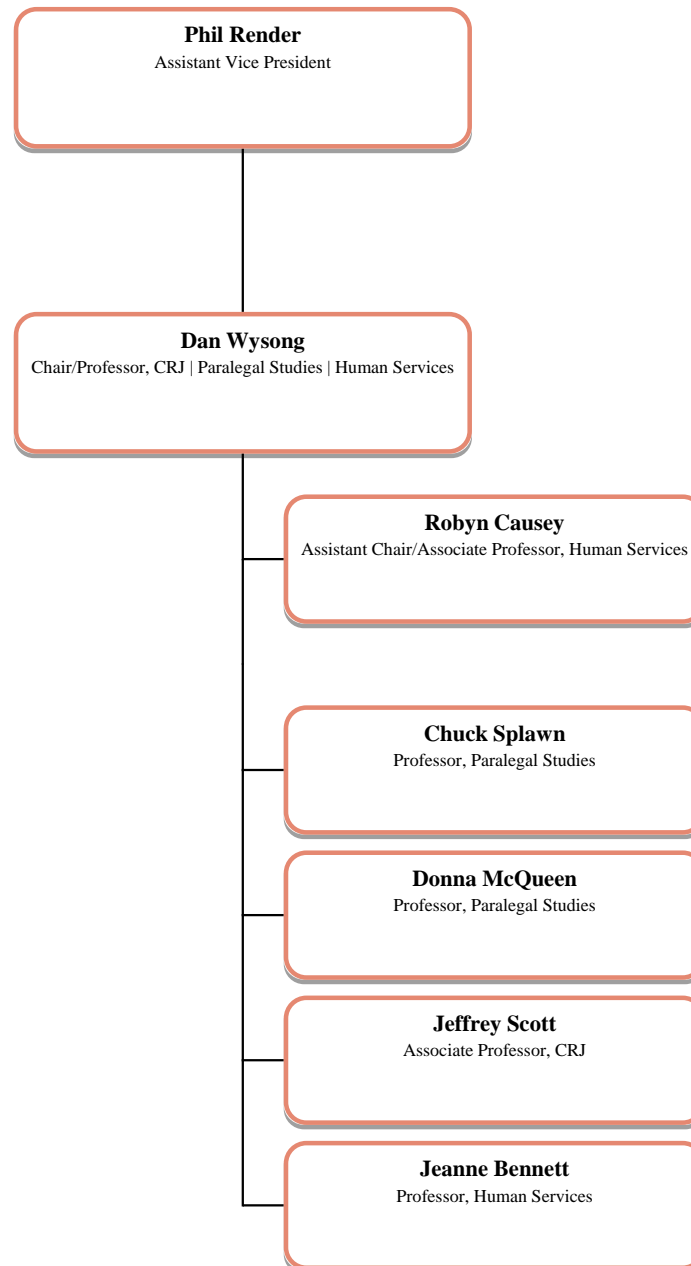 Phil Render
Assistant Vice President
Dan Wysong
Chair/Professor, CRJ | Paralegal Studies | Human Services
Robyn Causey
Assistant Chair/Associate Professor, Human Services
Chuck Splawn
Professor, Paralegal Studies
Donna McQueen
Professor, Paralegal Studies
Jeffrey Scott
Associate Professor, CRJ
Jeanne Bennett
Professor, Human Services